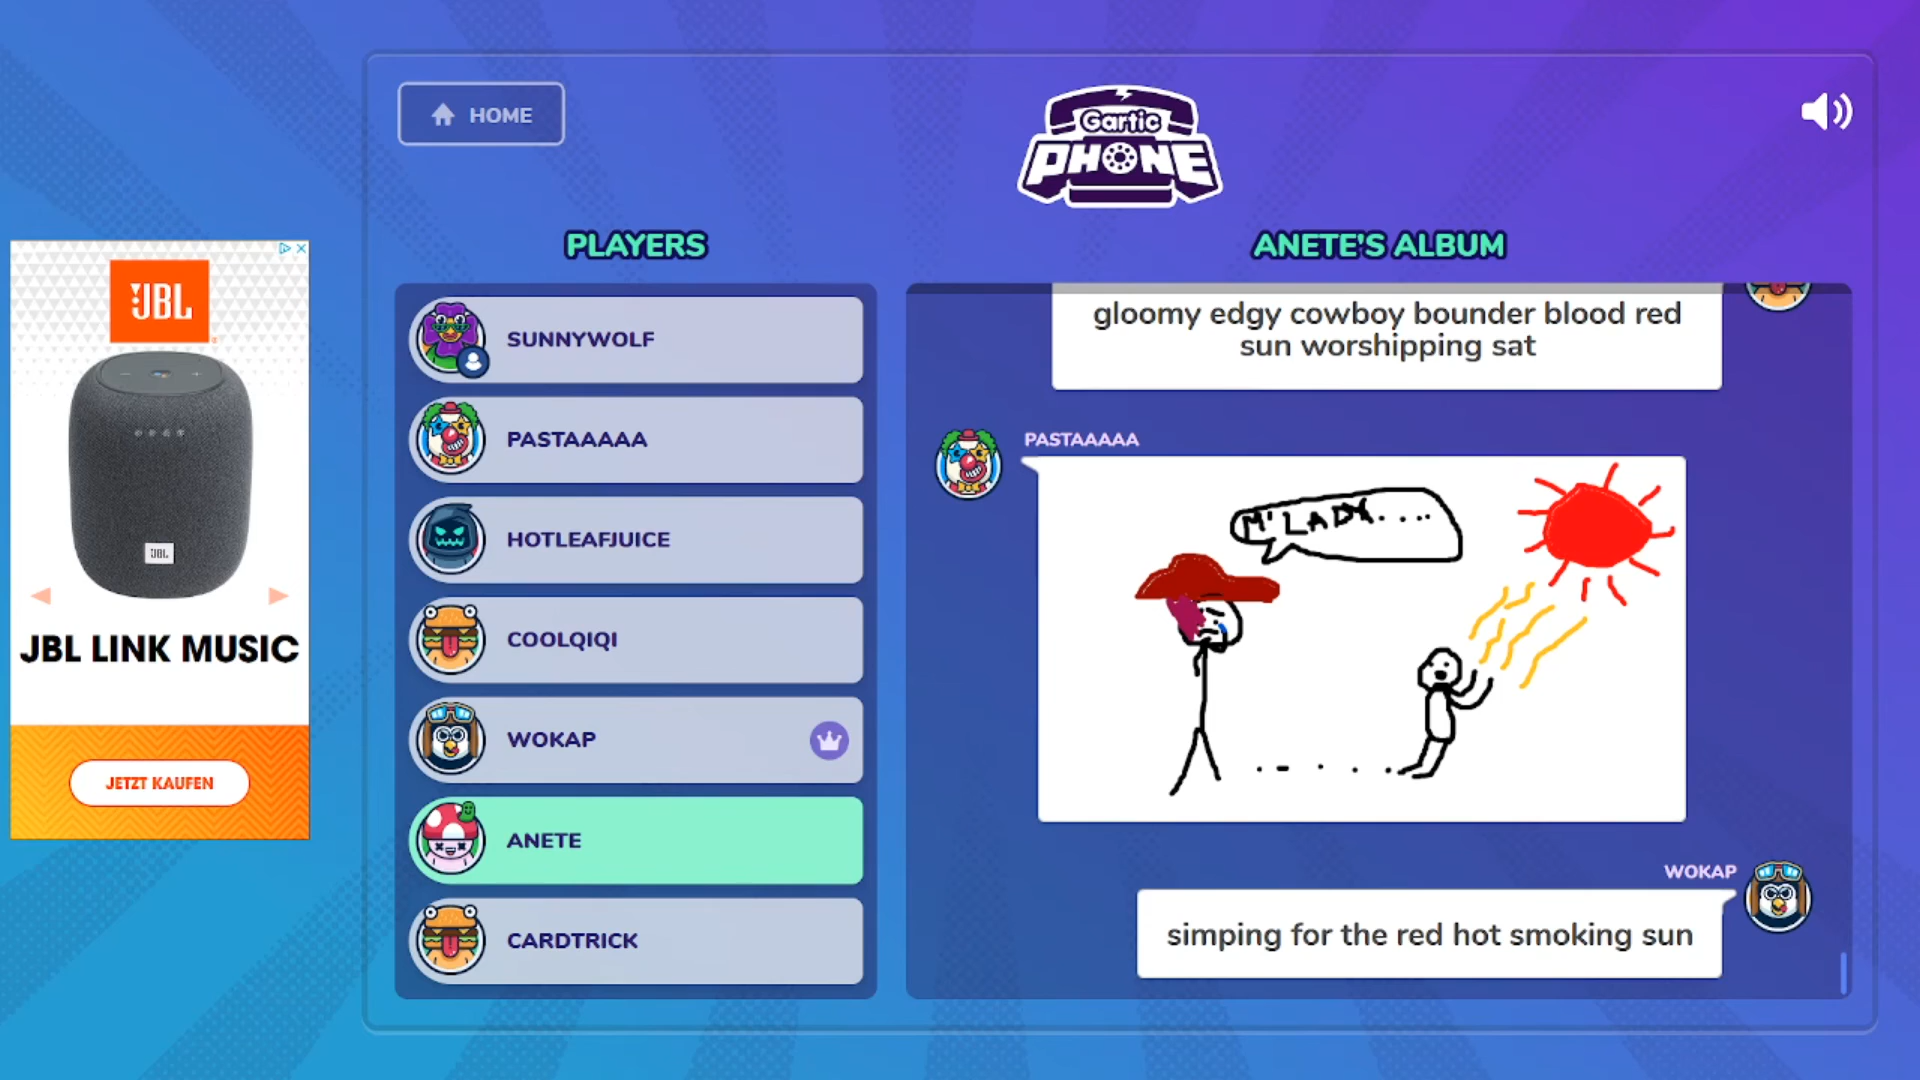 HOME
Gartic
PHONE
PLAYERS
ANETE'S ALBUM
JBL
JBL
JBL LINK MUSIC
JETZT KAUFEN
SUNNYWOLF
PASTAAAAA
HOTLEAFJUICE
COOLQIQI
WOKAP
ANETE
CARDTRICK
gloomy edgy cowboy bounder blood red
sun worshipping sat
PASTAAAAA
M'LADY....
WOKAP
simping for the red hot smoking sun